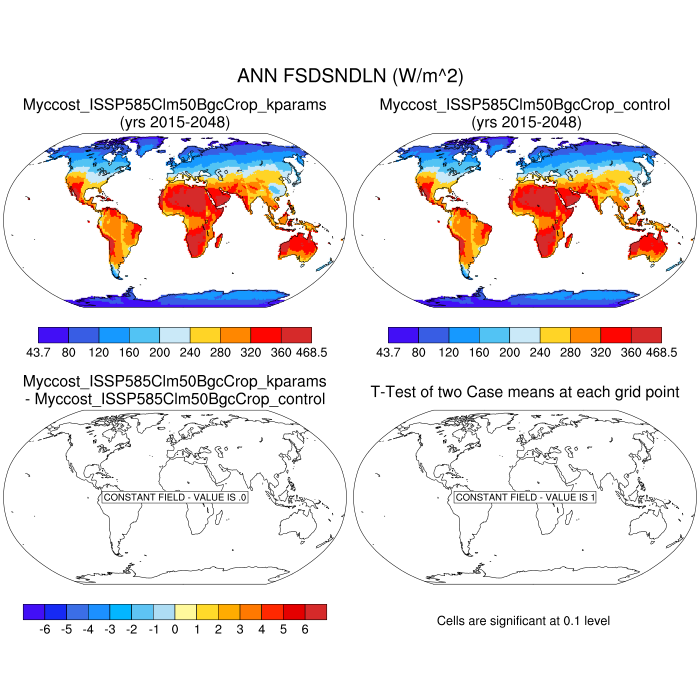 ANN FSDSNDLN (W/m^2)
Myccost_ISSP585Clm50BgcCrop_kparams
(yrs 2015-2048)
Myccost_ISSP585Clm50BgcCrop_control
(yrs 2015-2048)
43.7 80 120 160 200 240 280 320 360 468.5
43.7 80 120 160 200 240 280 320 360 468.5
Myccost_ISSP585Clm50BgcCrop_kparams
- Myccost_ISSP585Clm50BgcCrop_control
T-Test of two Case means at each grid point
CONSTANT FIELD - VALUE IS .0
CONSTANT FIELD - VALUE IS 1
-6 -5 -4 -3 -2 -1 0 1 2 3 4 5 6
Cells are significant at 0.1 level